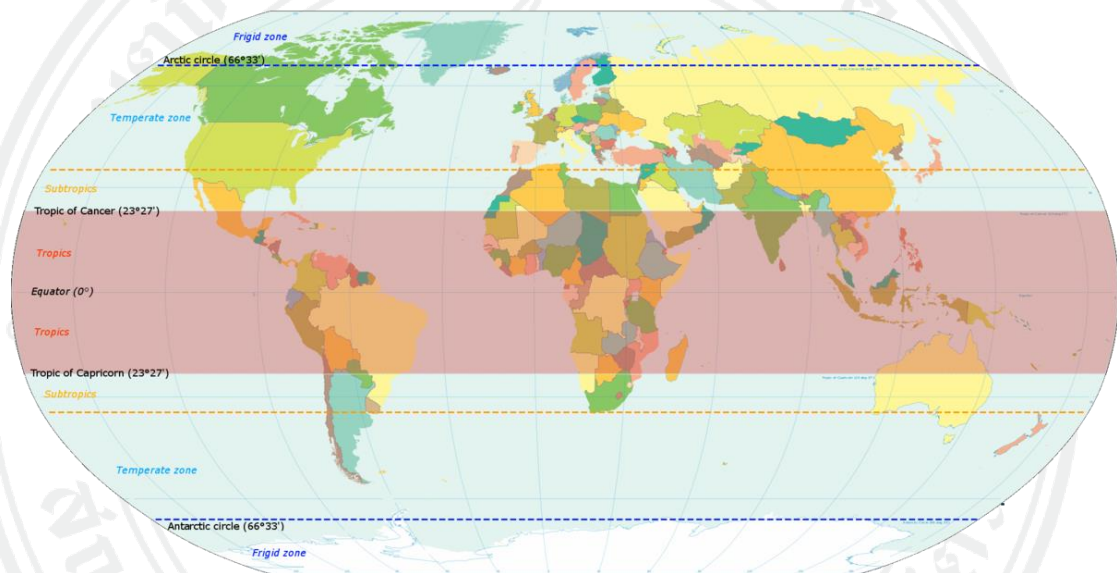 Frigid zone
Arctic circle (66°33')
Temperate zone
Subtropics
Tropic of Cancer (23°27')
Tropics
Equator (0°)
Tropics
Tropic of Capricorn (23°27')
Subtropics
Temperate zone
Antarctic circle (66°33')
Frigid zone